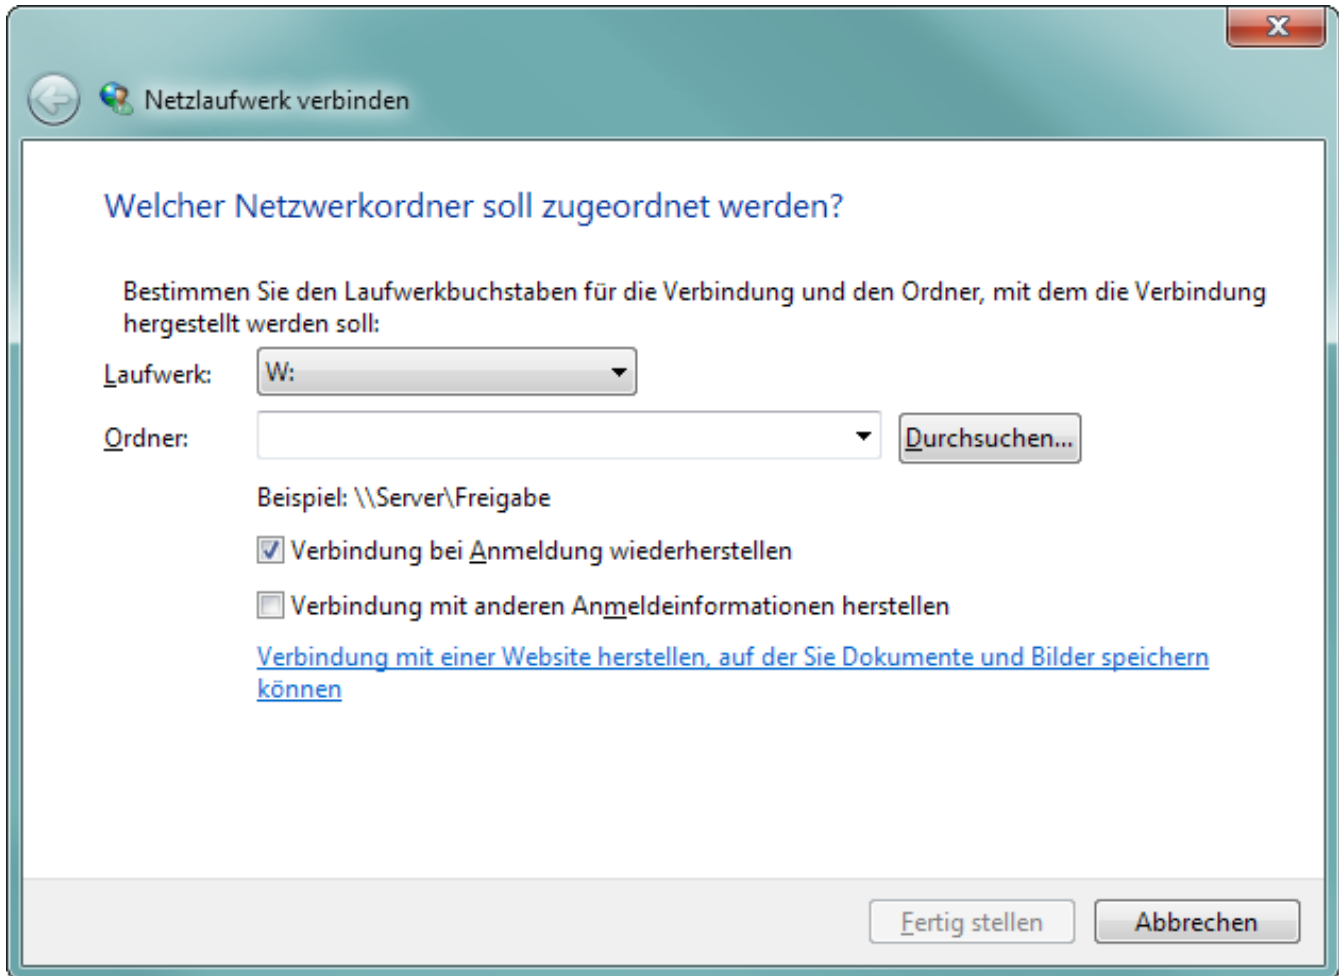 Netzlaufwerk verbinden
Welcher Netzwerkordner soll zugeordnet werden?
Bestimmen Sie den Laufwerkbuchstaben für die Verbindung und den Ordner, mit dem die Verbindung
hergestellt werden soll:
Laufwerk: W:
Ordner: Durchsuchen...
Beispiel: \\Server\Freigabe
Verbindung bei Anmeldung wiederherstellen
Verbindung mit anderen Anmeldeinformationen herstellen
Verbindung mit einer Website herstellen, auf der Sie Dokumente und Bilder speichern
können
Fertig stellen Abbrechen